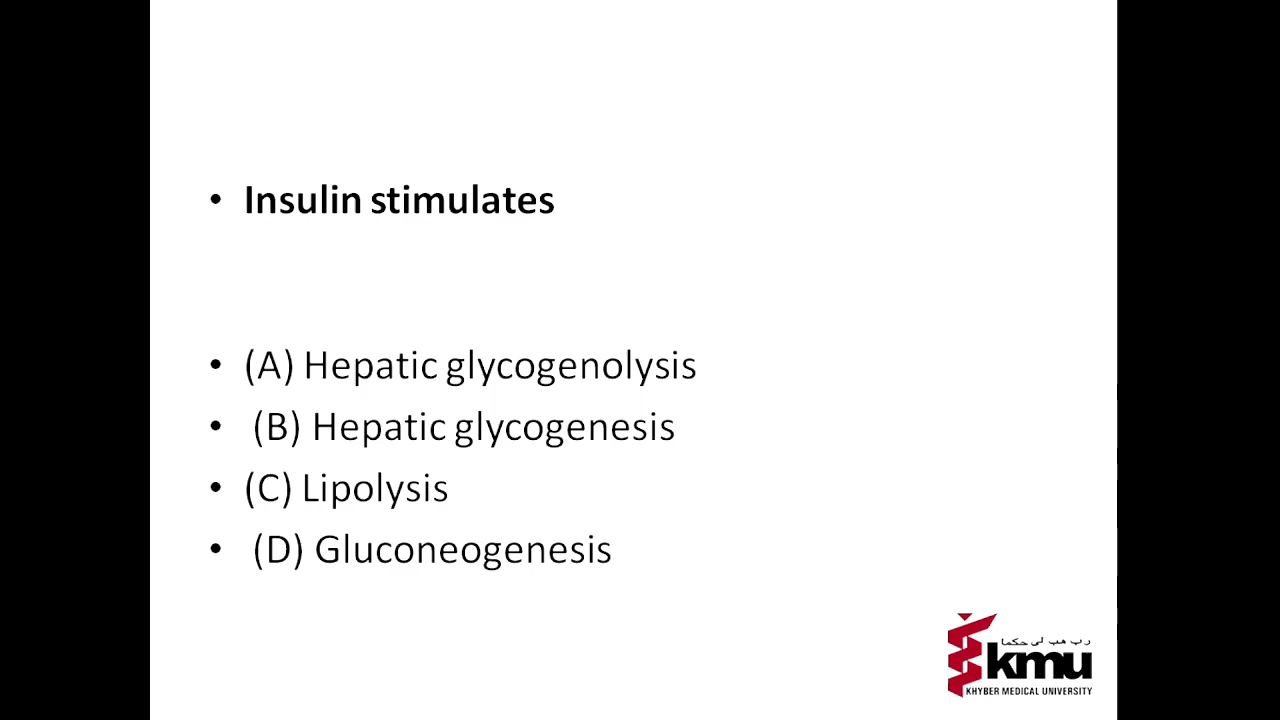 • Insulin stimulates
• (A) Hepatic glycogenolysis
• (B) Hepatic glycogenesis
• (C) Lipolysis
• (D) Gluconeogenesis
kmu
KHYBER MEDICAL UNIVERSITY